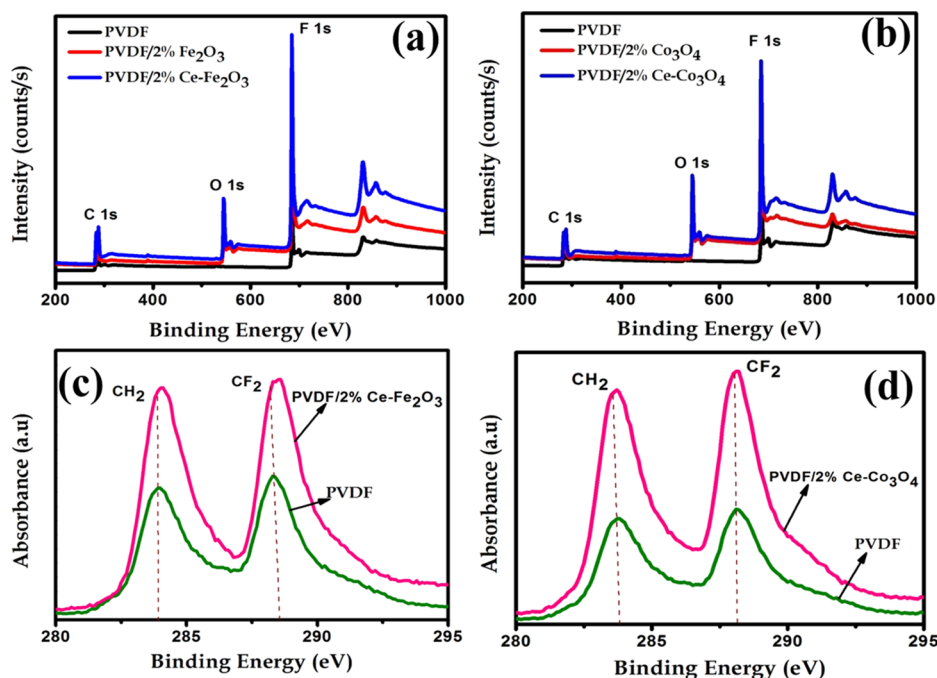 (a)
PVDF
PVDF/2% Fe₂O₃
PVDF/2% Ce-Fe₂O₃
F 1s
O 1s
C 1s
Intensity (counts/s)
200 400 600 800 1000
Binding Energy (eV)
(b)
PVDF
PVDF/2% Co₃O₄
PVDF/2% Ce-Co₃O₄
F 1s
O 1s
C 1s
Intensity (counts/s)
200 400 600 800 1000
Binding Energy (eV)
(c)
CH₂
CF₂
PVDF/2% Ce-Fe₂O₃
PVDF
Absorbance (a.u)
280 285 290 295
Binding Energy (eV)
(d)
CH₂
CF₂
PVDF/2% Ce-Co₃O₄
PVDF
Absorbance (a.u)
280 285 290 295
Binding Energy (eV)